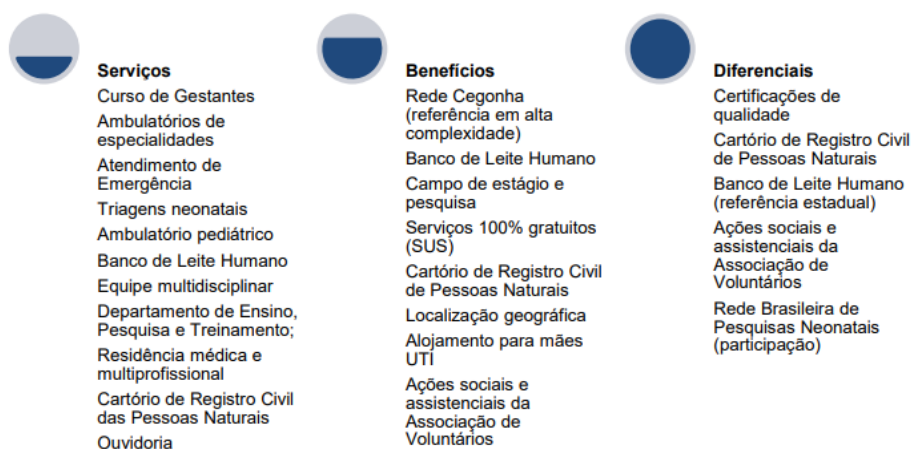 Serviços
Curso de Gestantes
Ambulatórios de
especialidades
Atendimento de
Emergência
Triagens neonatais
Ambulatório pediátrico
Banco de Leite Humano
Equipe multidisciplinar
Departamento de Ensino,
Pesquisa e Treinamento;
Residência médica e
multiprofissional
Cartório de Registro Civil
das Pessoas Naturais
Ouvidoria
Benefícios
Rede Cegonha
(referência em alta
complexidade)
Banco de Leite Humano
Campo de estágio e
pesquisa
Serviços 100% gratuitos
(SUS)
Cartório de Registro Civil
de Pessoas Naturais
Localização geográfica
Alojamento para mães
UTI
Ações sociais e
assistenciais da
Associação de
Voluntários
Diferenciais
Certificações de
qualidade
Cartório de Registro Civil
de Pessoas Naturais
Banco de Leite Humano
(referência estadual)
Ações sociais e
assistenciais da
Associação de
Voluntários
Rede Brasileira de
Pesquisas Neonatais
(participação)